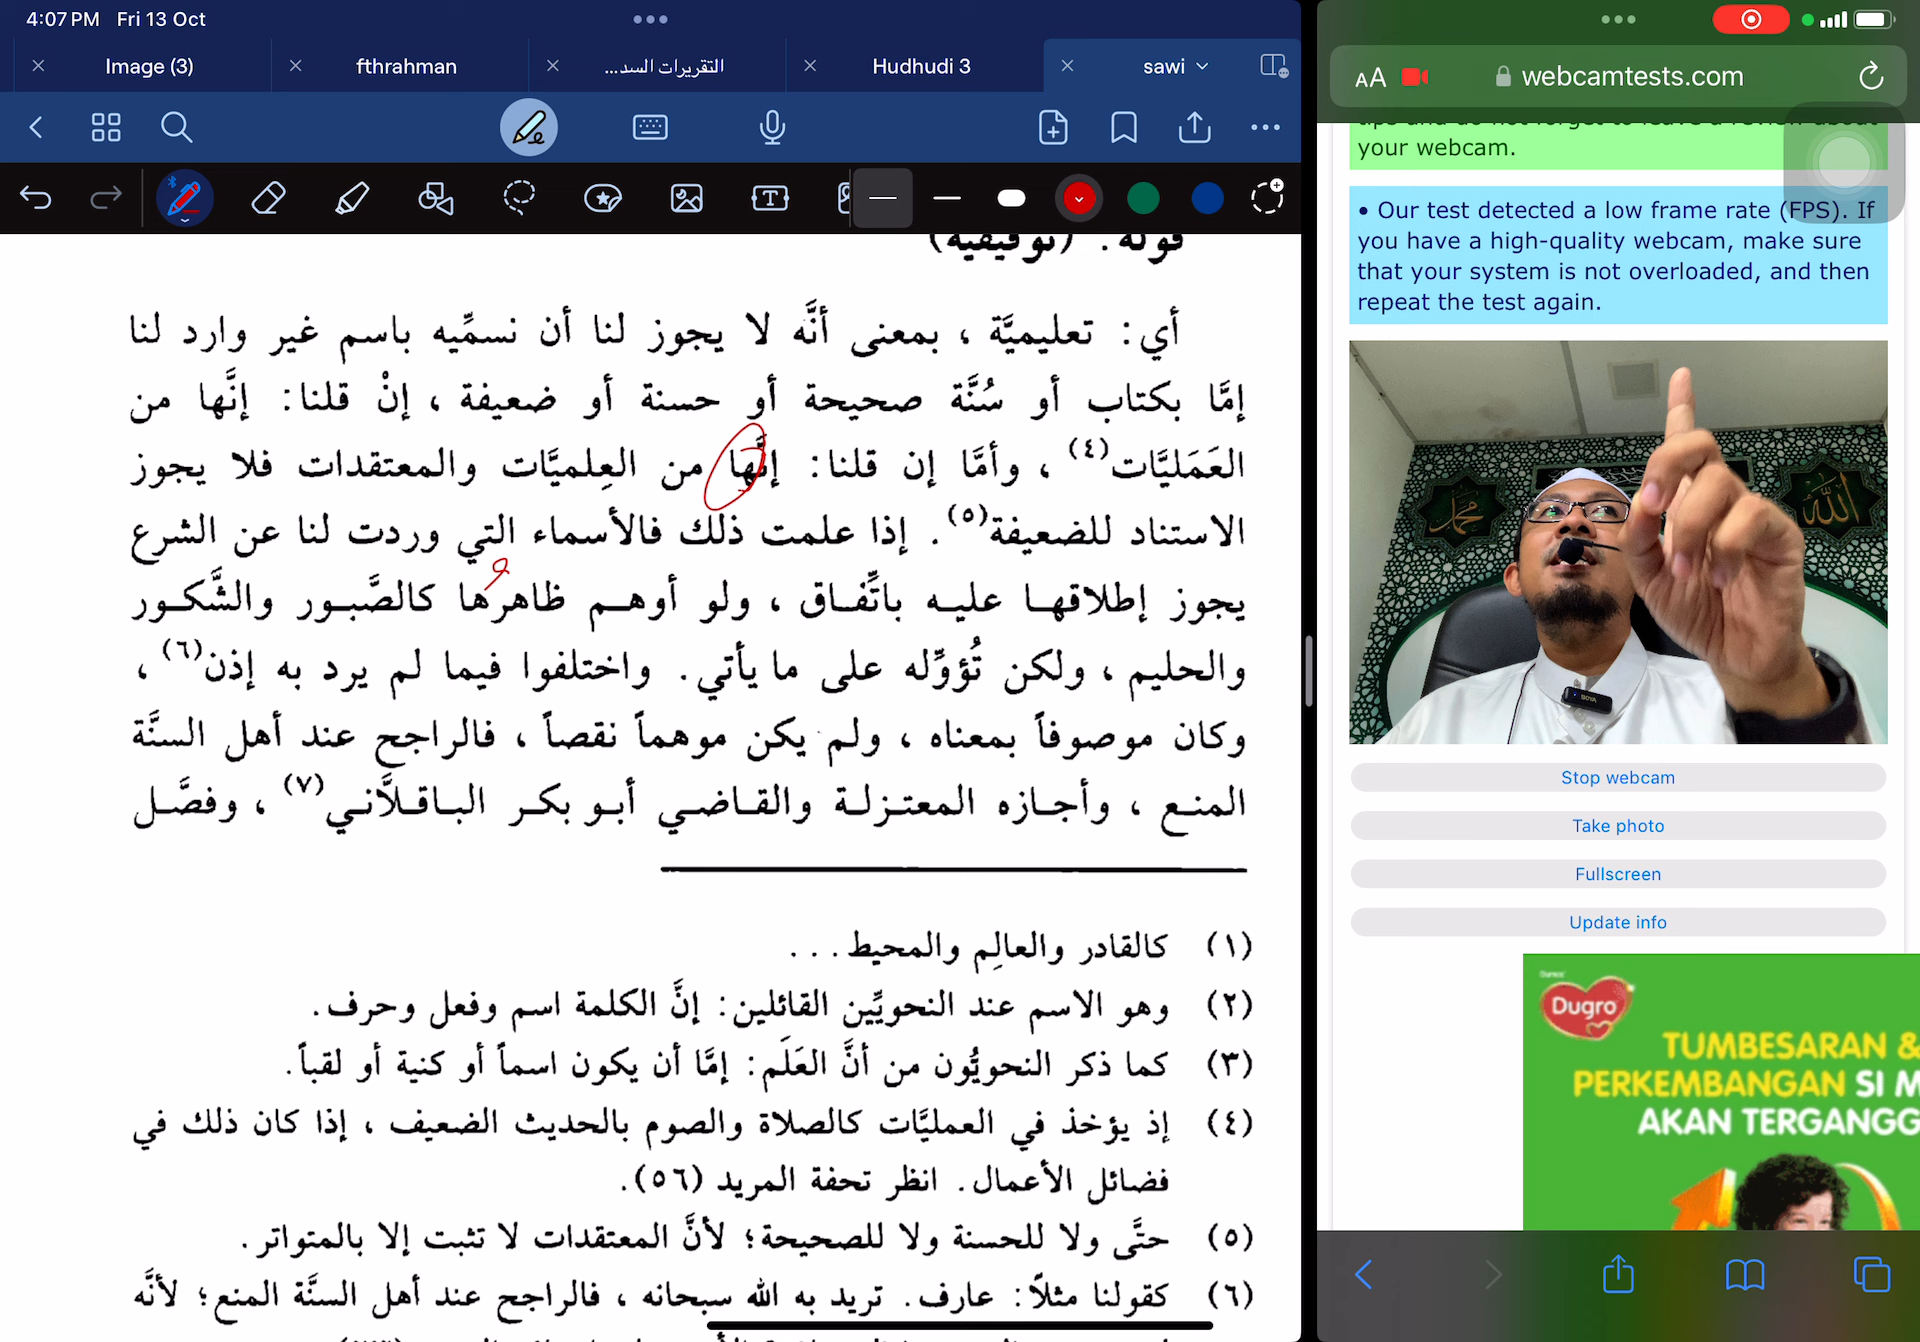 4:07 PM Fri 13 Oct
Image (3)
fthrahman
التقريرات السد...
Hudhudi 3
sawi
قوله : (توقيفية)
أي : تعليميَّة ، بمعنى أنَّه لا يجوز لنا أن نسمِّيه باسم غير وارد لنا
إمَّا بكتاب أو سُنَّة صحيحة أو حسنة أو ضعيفة ، إنْ قلنا : إنَّها من
العَمَليَّات(٤) ، وأمَّا إن قلنا : إنَّها من العِلميَّات والمعتقدات فلا يجوز
الاستناد للضعيفة(٥) . إذا علمت ذلك فالأسماء التي وردت لنا عن الشرع
يجوز إطلاقها عليه باتِّفاق ، ولو أوهم ظاهرها كالصَّبور والشَّكور
والحليم ، ولكن تُؤوِّله على ما يأتي . واختلفوا فيما لم يرد به إذن(٦) ،
وكان موصوفاً بمعناه ، ولم يكن موهماً نقصاً ، فالراجح عند أهل السنَّة
المنع ، وأجازه المعتزلة والقاضي أبو بكر الباقلَّاني(٧) ، وفصَّل
(١) كالقادر والعالِم والمحيط . . .
(٢) وهو الاسم عند النحويِّين القائلين : إنَّ الكلمة اسم وفعل وحرف .
(٣) كما ذكر النحويُّون من أنَّ العَلَم : إمَّا أن يكون اسماً أو كنية أو لقباً .
(٤) إذ يؤخذ في العمليَّات كالصلاة والصوم بالحديث الضعيف ، إذا كان ذلك في
فضائل الأعمال . انظر تحفة المريد (٥٦) .
(٥) حتَّى ولا للحسنة ولا للصحيحة ؛ لأنَّ المعتقدات لا تثبت إلا بالمتواتر .
(٦) كقولنا مثلاً : عارف . تريد به الله سبحانه ، فالراجح عند أهل السنَّة المنع ؛ لأنَّه
AA webcamtests.com
your webcam.
• Our test detected a low frame rate (FPS). If
you have a high-quality webcam, make sure
that your system is not overloaded, and then
repeat the test again.
محمد
الله
BOYA
Stop webcam
Take photo
Fullscreen
Update info
Dumex
Dugro
TUMBESARAN &
PERKEMBANGAN SI M
AKAN TERGANGG